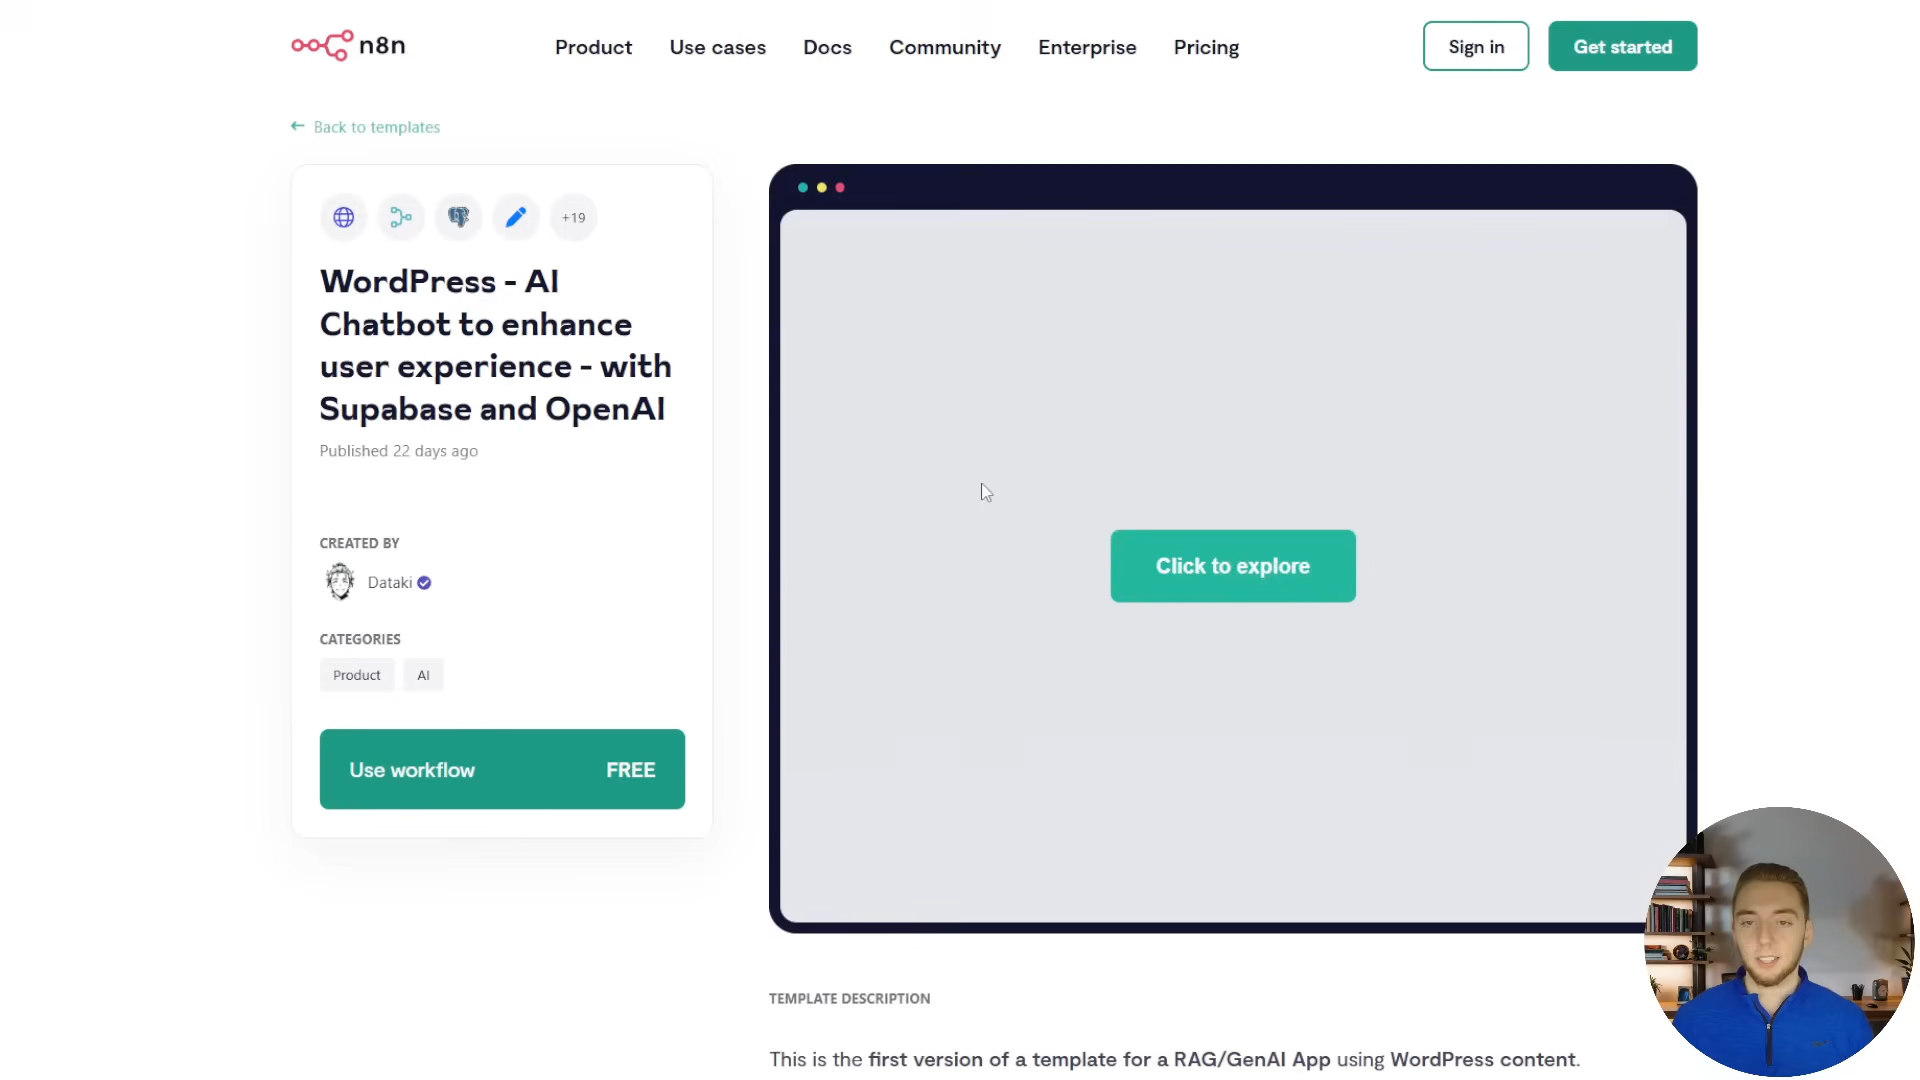 n8n
Product
Use cases
Docs
Community
Enterprise
Pricing
Sign in
Get started
← Back to templates
+19
WordPress - AI
Chatbot to enhance
user experience - with
Supabase and OpenAI
Published 22 days ago
CREATED BY
Dataki
CATEGORIES
Product
AI
Use workflow
FREE
Click to explore
TEMPLATE DESCRIPTION
This is the first version of a template for a RAG/GenAI App using WordPress content.